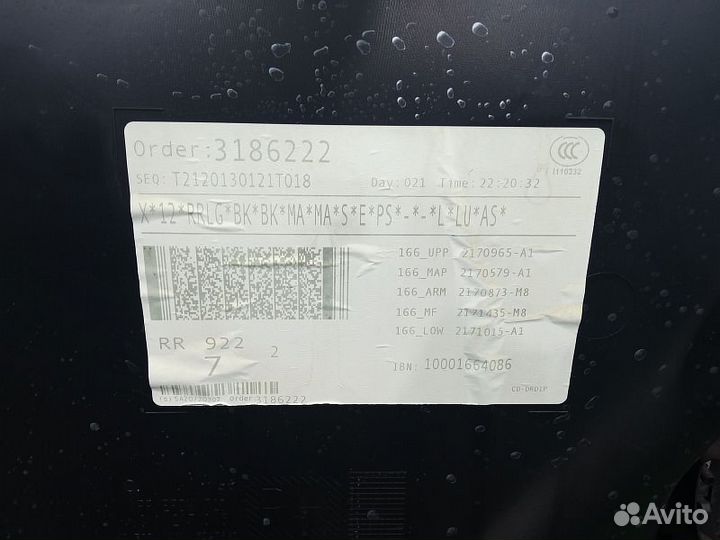 Order:3186222
CCC
I110232
SEQ: T2120130121T018 Day: 021 Time: 22:20:32
X*12*RRLG*BK*BK*MA*MA*S*E*PS*-*-*L*LU*AS*
166_UPP 2170965-A1
166_MAP 2170579-A1
166_ARM 2170873-M8
166_MF 2171435-M8
166_LOW 2171015-A1
RR 922 2
7
IBN: 10001664086
CD-DRDIP
Order 3186222
Avito